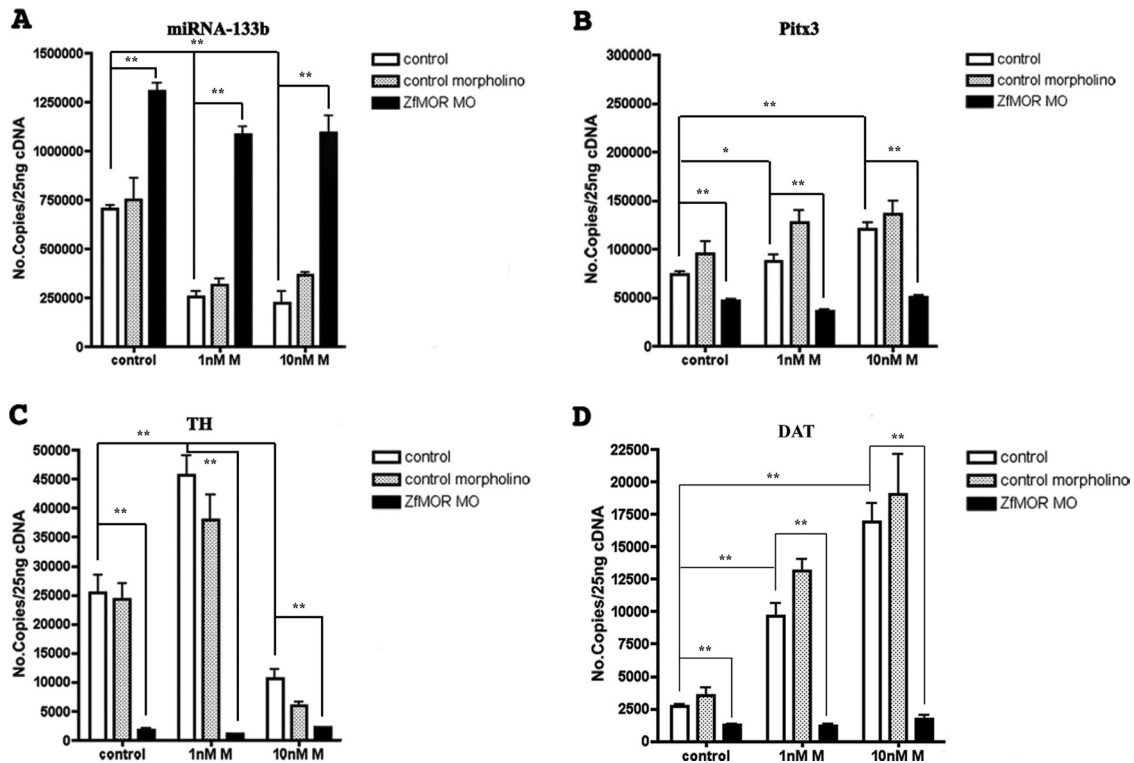 A
miRNA-133b
No.Copies/25ng cDNA
1500000
1250000
1000000
750000
500000
250000
0
**
**
**
**
control
1nM M
10nM M
control
control morpholino
ZfMOR MO
B
Pitx3
No.Copies/25ng cDNA
300000
250000
200000
150000
100000
50000
0
**
*
**
**
**
control
1nM M
10nM M
control
control morpholino
ZfMOR MO
C
TH
No.Copies/25ng cDNA
50000
45000
40000
35000
30000
25000
20000
15000
10000
5000
0
**
**
**
**
control
1nM M
10nM M
control
control morpholino
ZfMOR MO
D
DAT
No.Copies/25ng cDNA
22500
20000
17500
15000
12500
10000
7500
5000
2500
0
**
**
**
**
**
control
1nM M
10nM M
control
control morpholino
ZfMOR MO